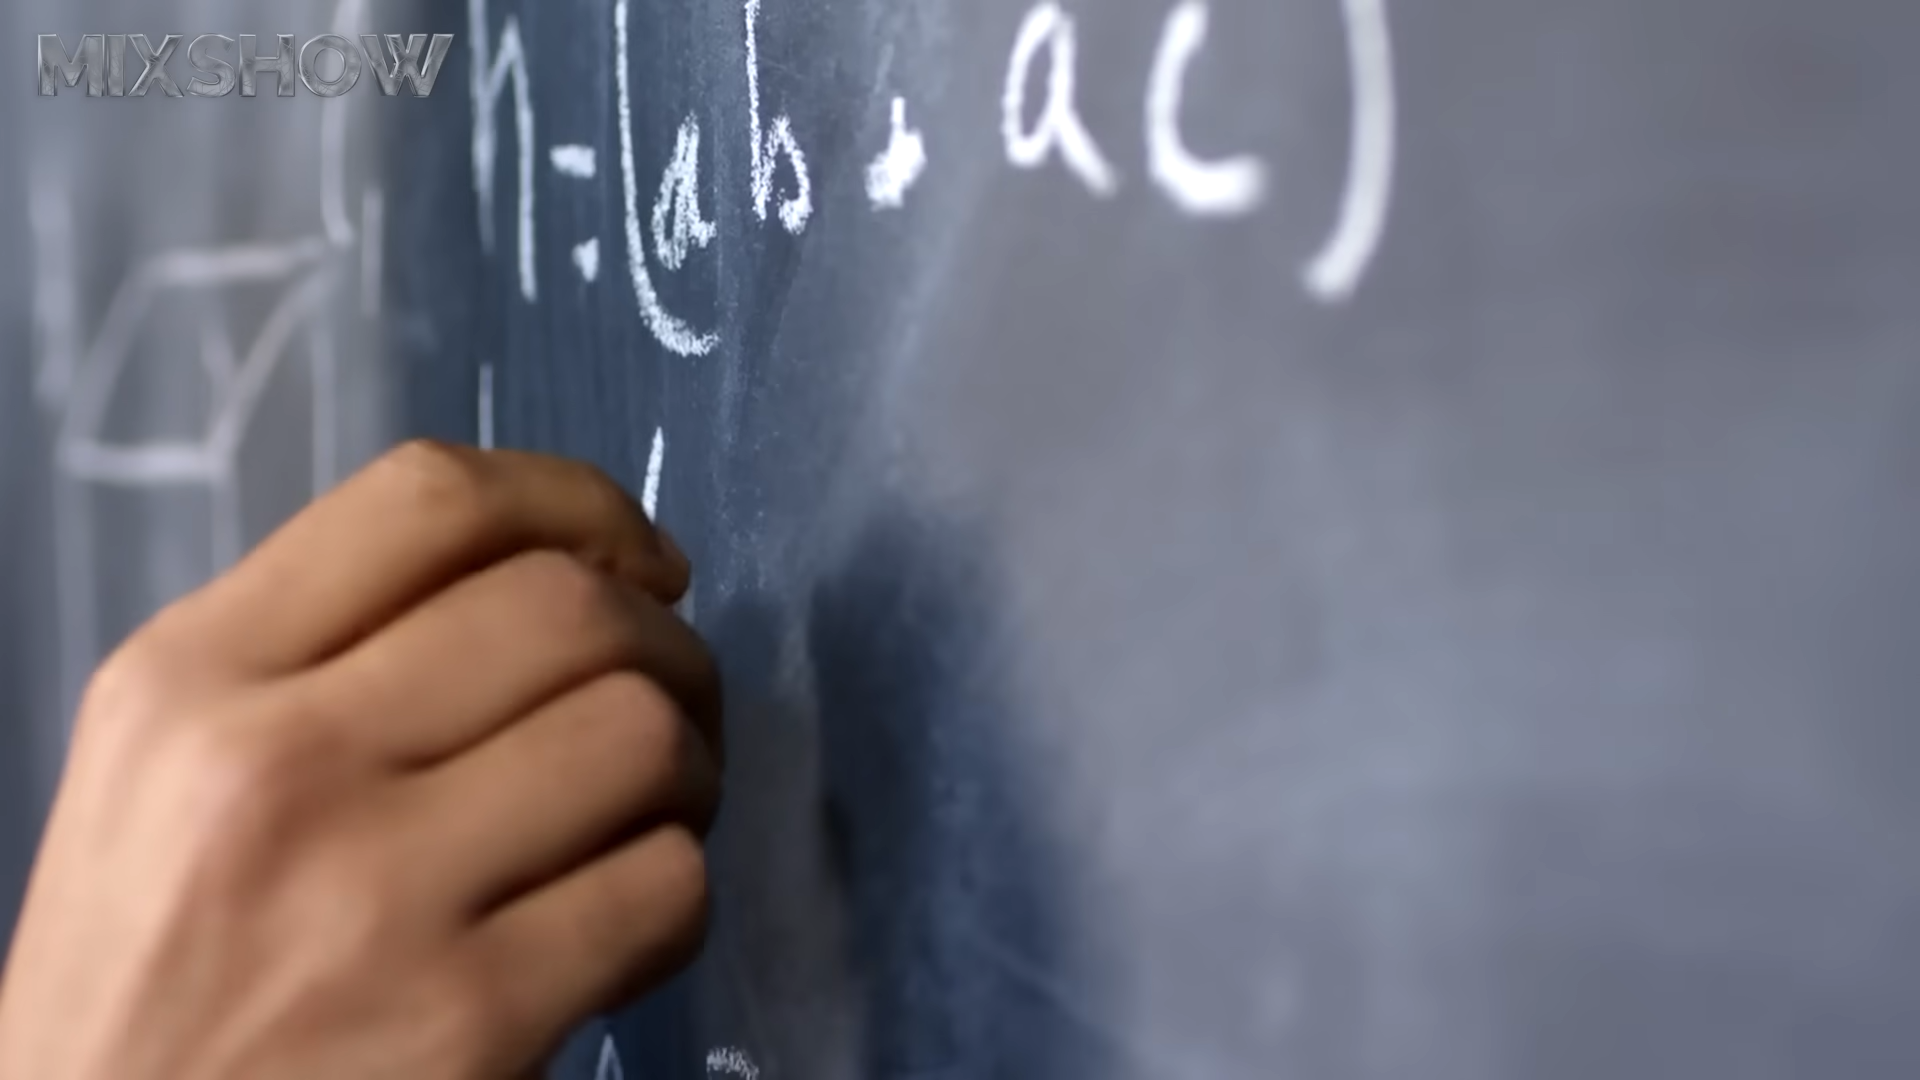 MIXSHOW
h = (ab, ac)